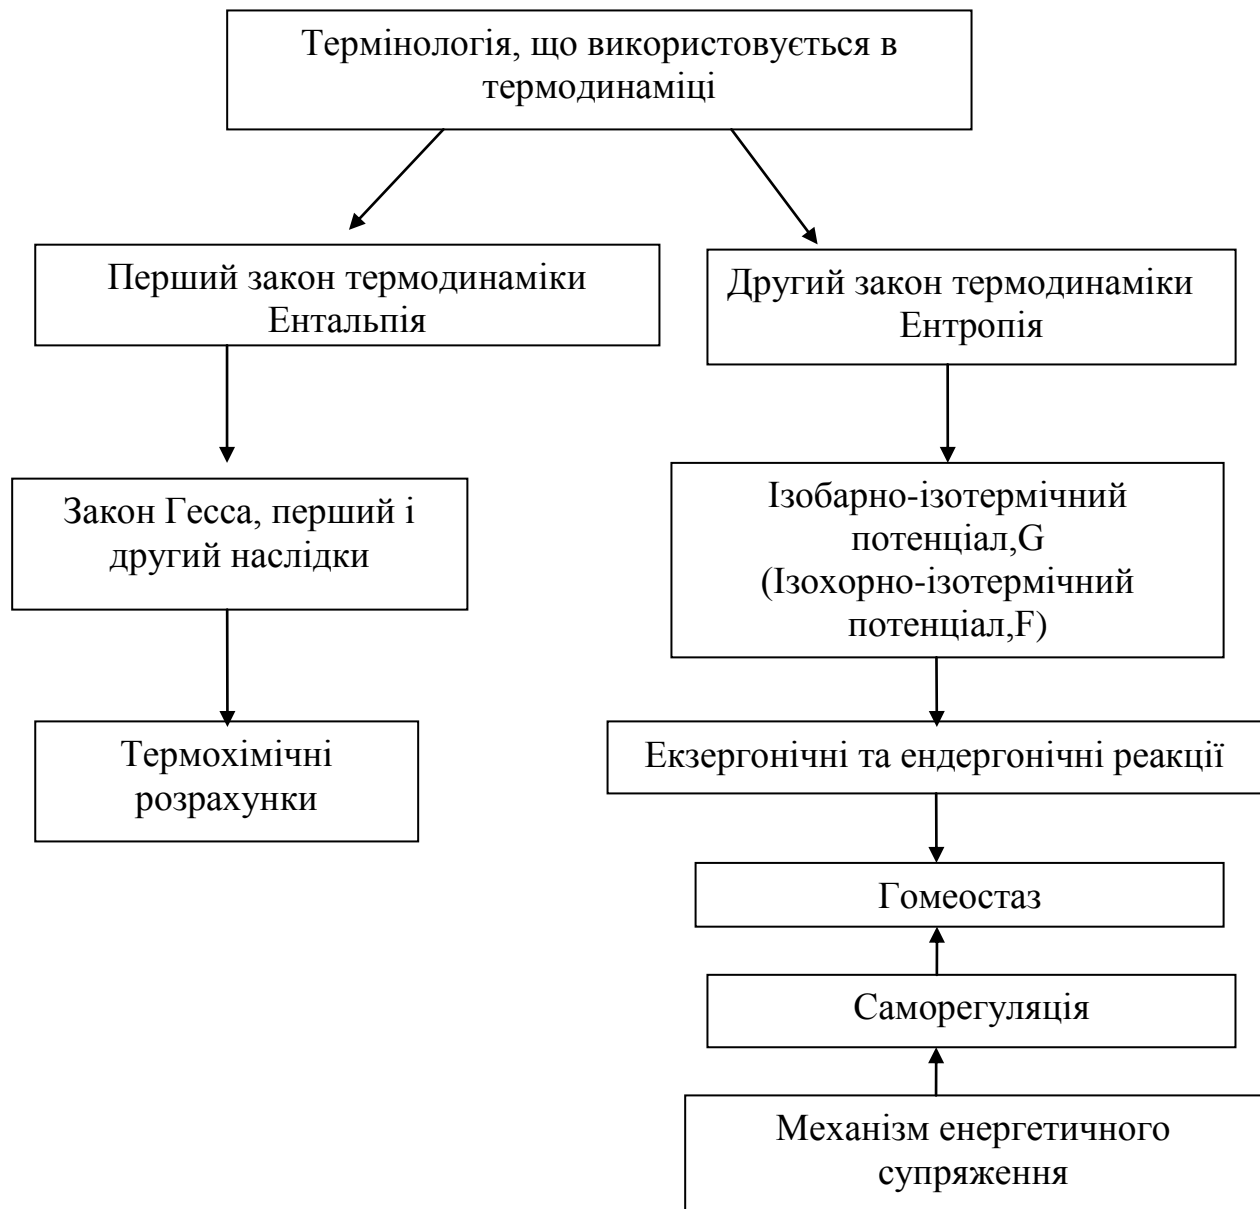 Термінологія, що використовується в
термодинаміці
Перший закон термодинаміки
Ентальпія
Другий закон термодинаміки
Ентропія
Закон Гесса, перший і
другий наслідки
Ізобарно-ізотермічний
потенціал,G
(Ізохорно-ізотермічний
потенціал,F)
Термохімічні
розрахунки
Екзергонічні та ендергонічні реакції
Гомеостаз
Саморегуляція
Механізм енергетичного
супряження